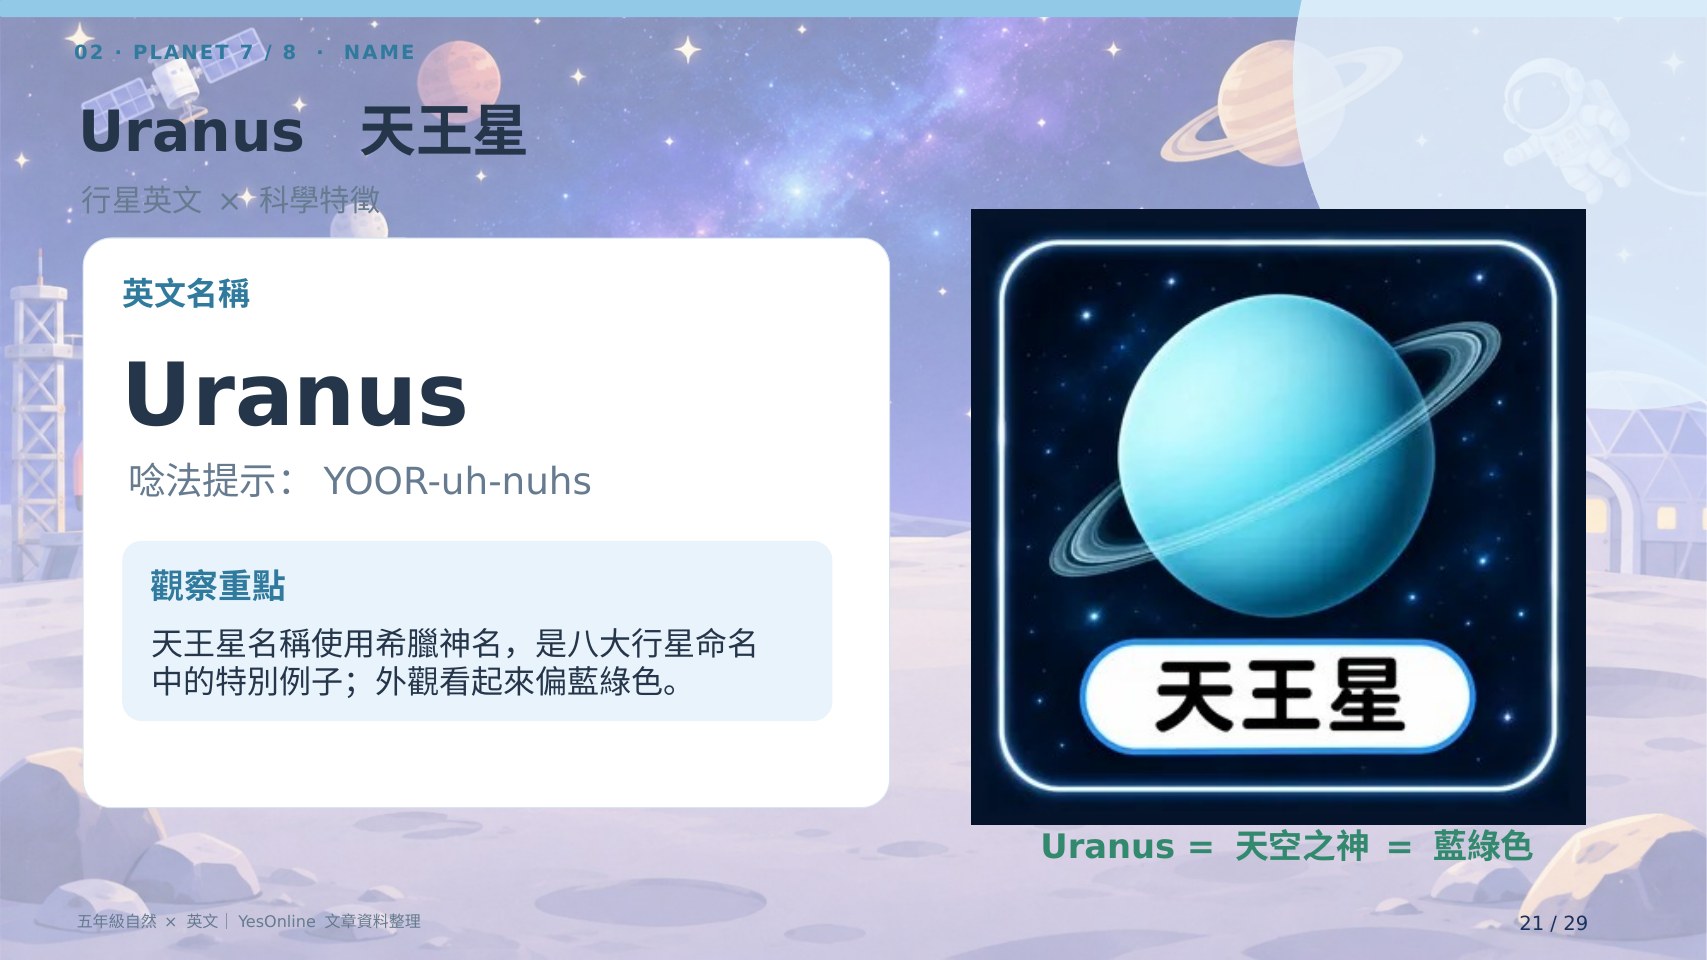 02 · PLANET 7 / 8 · NAME
Uranus 天王星
行星英文 × 科學特徵
英文名稱
Uranus
唸法提示： YOOR-uh-nuhs
觀察重點
天王星名稱使用希臘神名，是八大行星命名
中的特別例子；外觀看起來偏藍綠色。
天王星
Uranus = 天空之神 = 藍綠色
五年級自然 × 英文｜YesOnline 文章資料整理
21 / 29